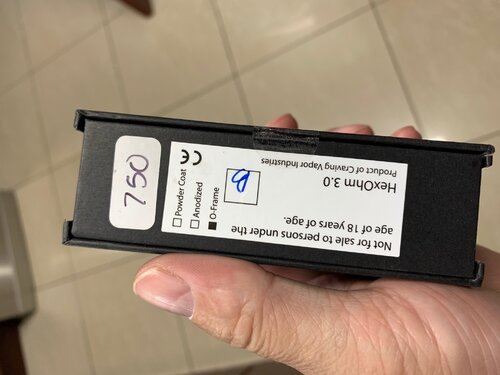 750
Not for sale to persons under the
age of 18 years of age.
HexOhm 3.0
Product of Craving Vapor Industries
Powder Coat
Anodized
O-Frame
CE